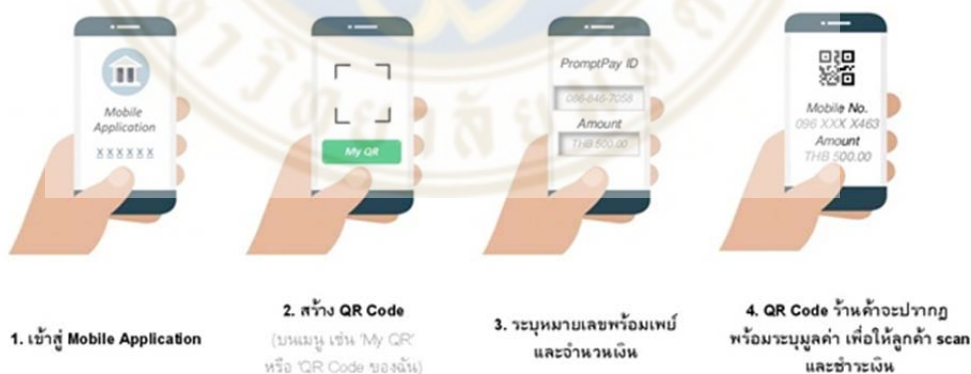 Mobile
Application
XXXXXX
My QR
PromptPay ID
086-846-7058
Amount
THB 500.00
Mobile No.
096 XXX X463
Amount
THB 500.00
1. เข้าสู่ Mobile Application
2. สร้าง QR Code
(บนเมนู เช่น 'My QR'
หรือ 'QR Code ของฉัน)
3. ระบุหมายเลขพร้อมเพย์
และจำนวนเงิน
4. QR Code ร้านค้าจะปรากฏ
พร้อมระบุมูลค่า เพื่อให้ลูกค้า scan
และชำระเงิน